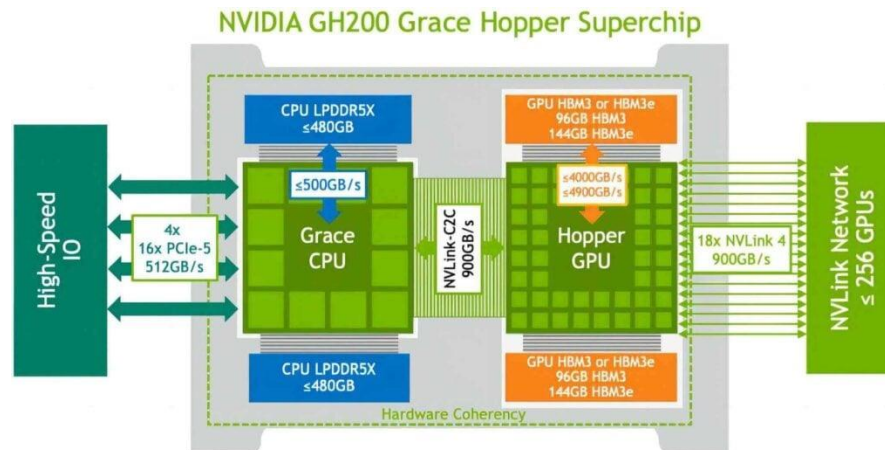 NVIDIA GH200 Grace Hopper Superchip
High-Speed
IO
4x
16x PCIe-5
512GB/s
CPU LPDDR5X
≤480GB
≤500GB/s
Grace
CPU
CPU LPDDR5X
≤480GB
NVLink-C2C
900GB/s
GPU HBM3 or HBM3e
96GB HBM3
144GB HBM3e
≤4000GB/s
≤4900GB/s
Hopper
GPU
GPU HBM3 or HBM3e
96GB HBM3
144GB HBM3e
18x NVLink 4
900GB/s
NVLink Network
≤ 256 GPUs
Hardware Coherency